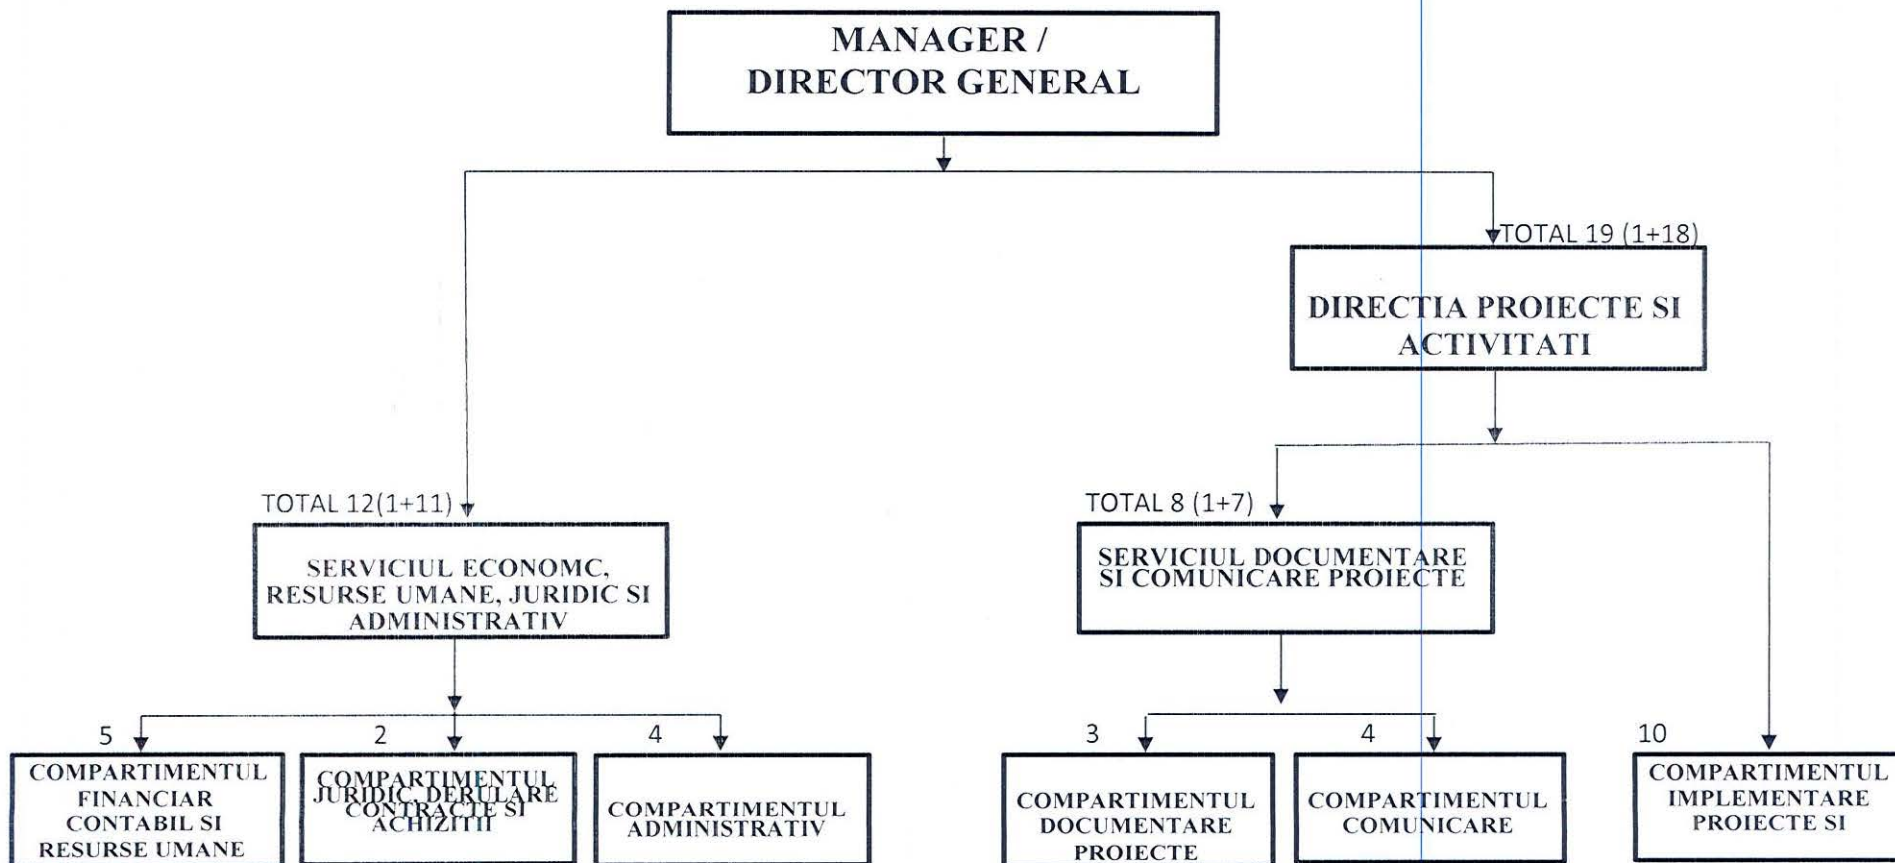 MANAGER /
DIRECTOR GENERAL
TOTAL 19 (1+18)
DIRECTIA PROIECTE SI
ACTIVITATI
TOTAL 12(1+11)
SERVICIUL ECONOMC,
RESURSE UMANE, JURIDIC SI
ADMINISTRATIV
TOTAL 8 (1+7)
SERVICIUL DOCUMENTARE
SI COMUNICARE PROIECTE
5
COMPARTIMENTUL
FINANCIAR
CONTABIL SI
RESURSE UMANE
2
COMPARTIMENTUL
JURIDIC, DERULARE
CONTRACTE SI
ACHIZITII
4
COMPARTIMENTUL
ADMINISTRATIV
3
COMPARTIMENTUL
DOCUMENTARE
PROIECTE
4
COMPARTIMENTUL
COMUNICARE
10
COMPARTIMENTUL
IMPLEMENTARE
PROIECTE SI